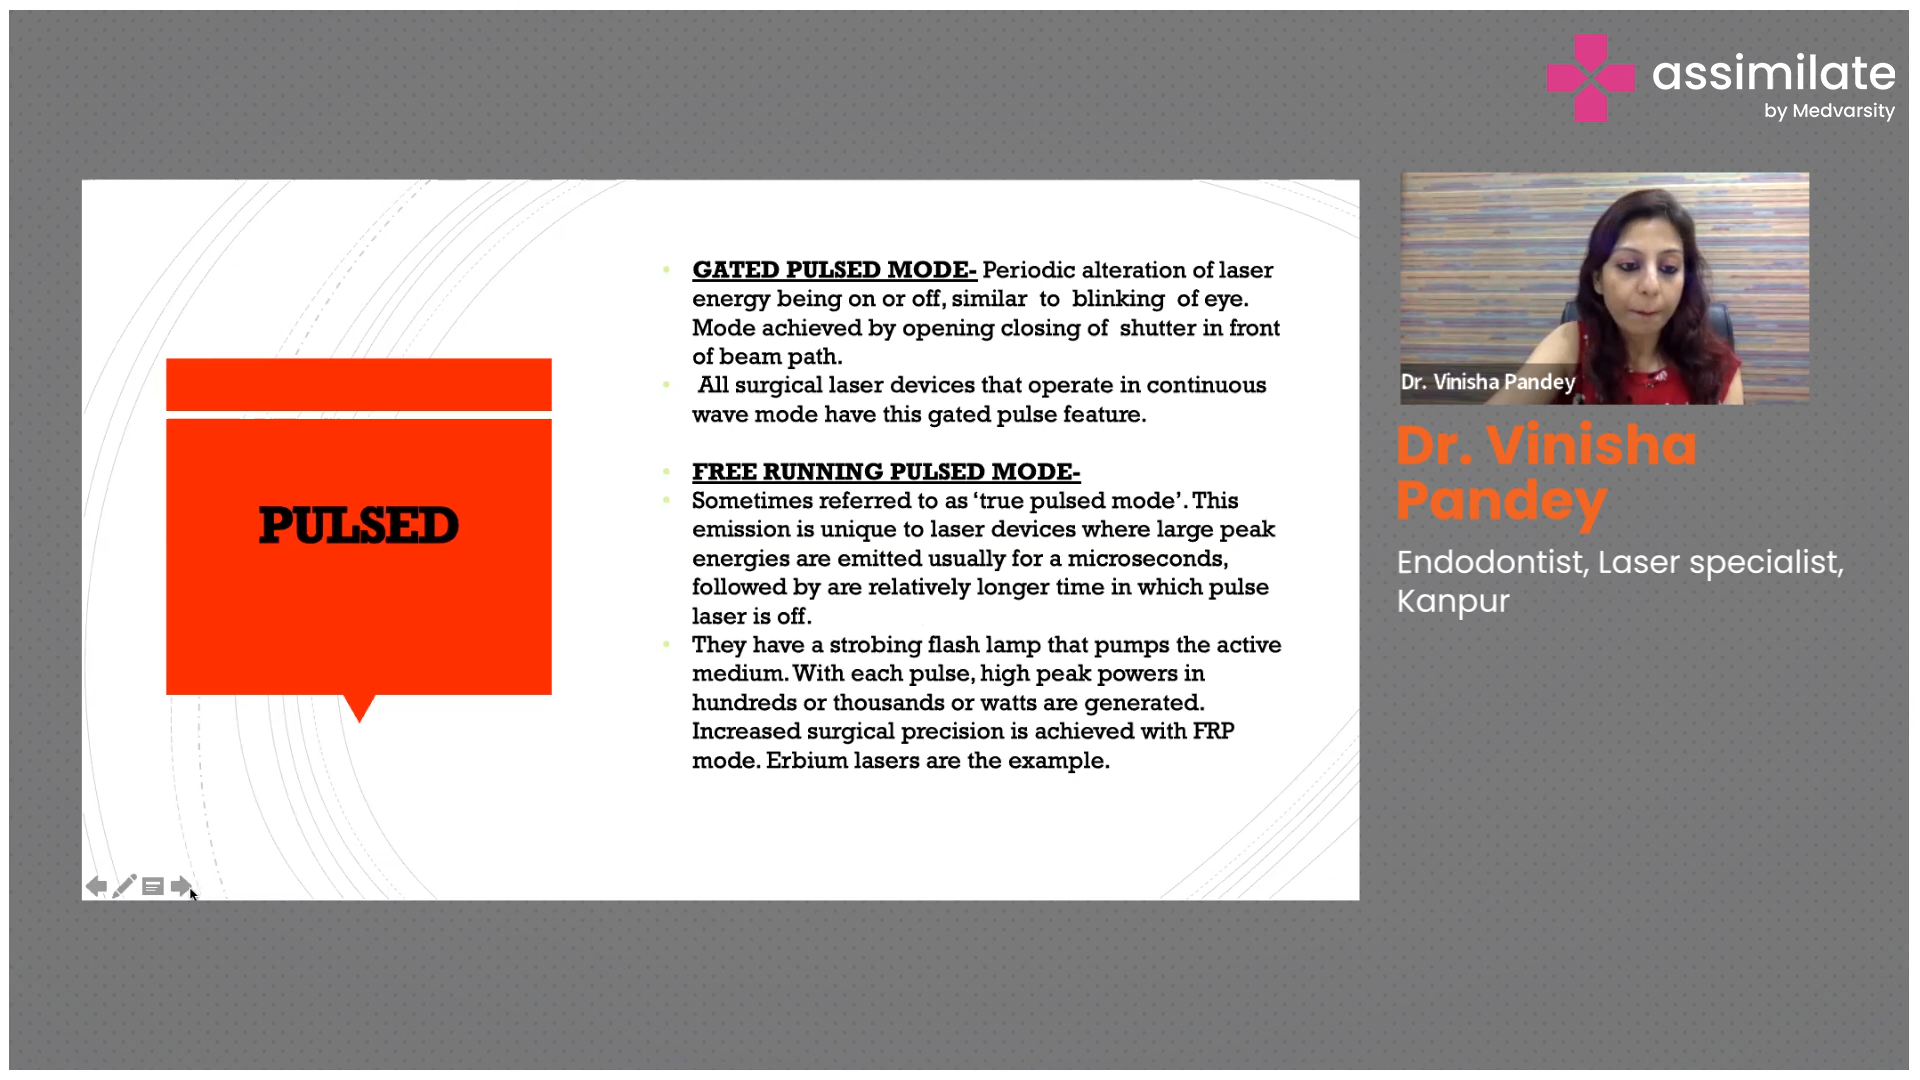 assimilate
by Medvarsity
GATED PULSED MODE- Periodic alteration of laser
energy being on or off, similar to blinking of eye.
Mode achieved by opening closing of shutter in front
of beam path.
All surgical laser devices that operate in continuous
wave mode have this gated pulse feature.
FREE RUNNING PULSED MODE-
Sometimes referred to as ‘true pulsed mode’. This
emission is unique to laser devices where large peak
energies are emitted usually for a microseconds,
followed by are relatively longer time in which pulse
laser is off.
They have a strobing flash lamp that pumps the active
medium. With each pulse, high peak powers in
hundreds or thousands or watts are generated.
Increased surgical precision is achieved with FRP
mode. Erbium lasers are the example.
PULSED
Dr. Vinisha Pandey
Dr. Vinisha
Pandey
Endodontist, Laser specialist,
Kanpur